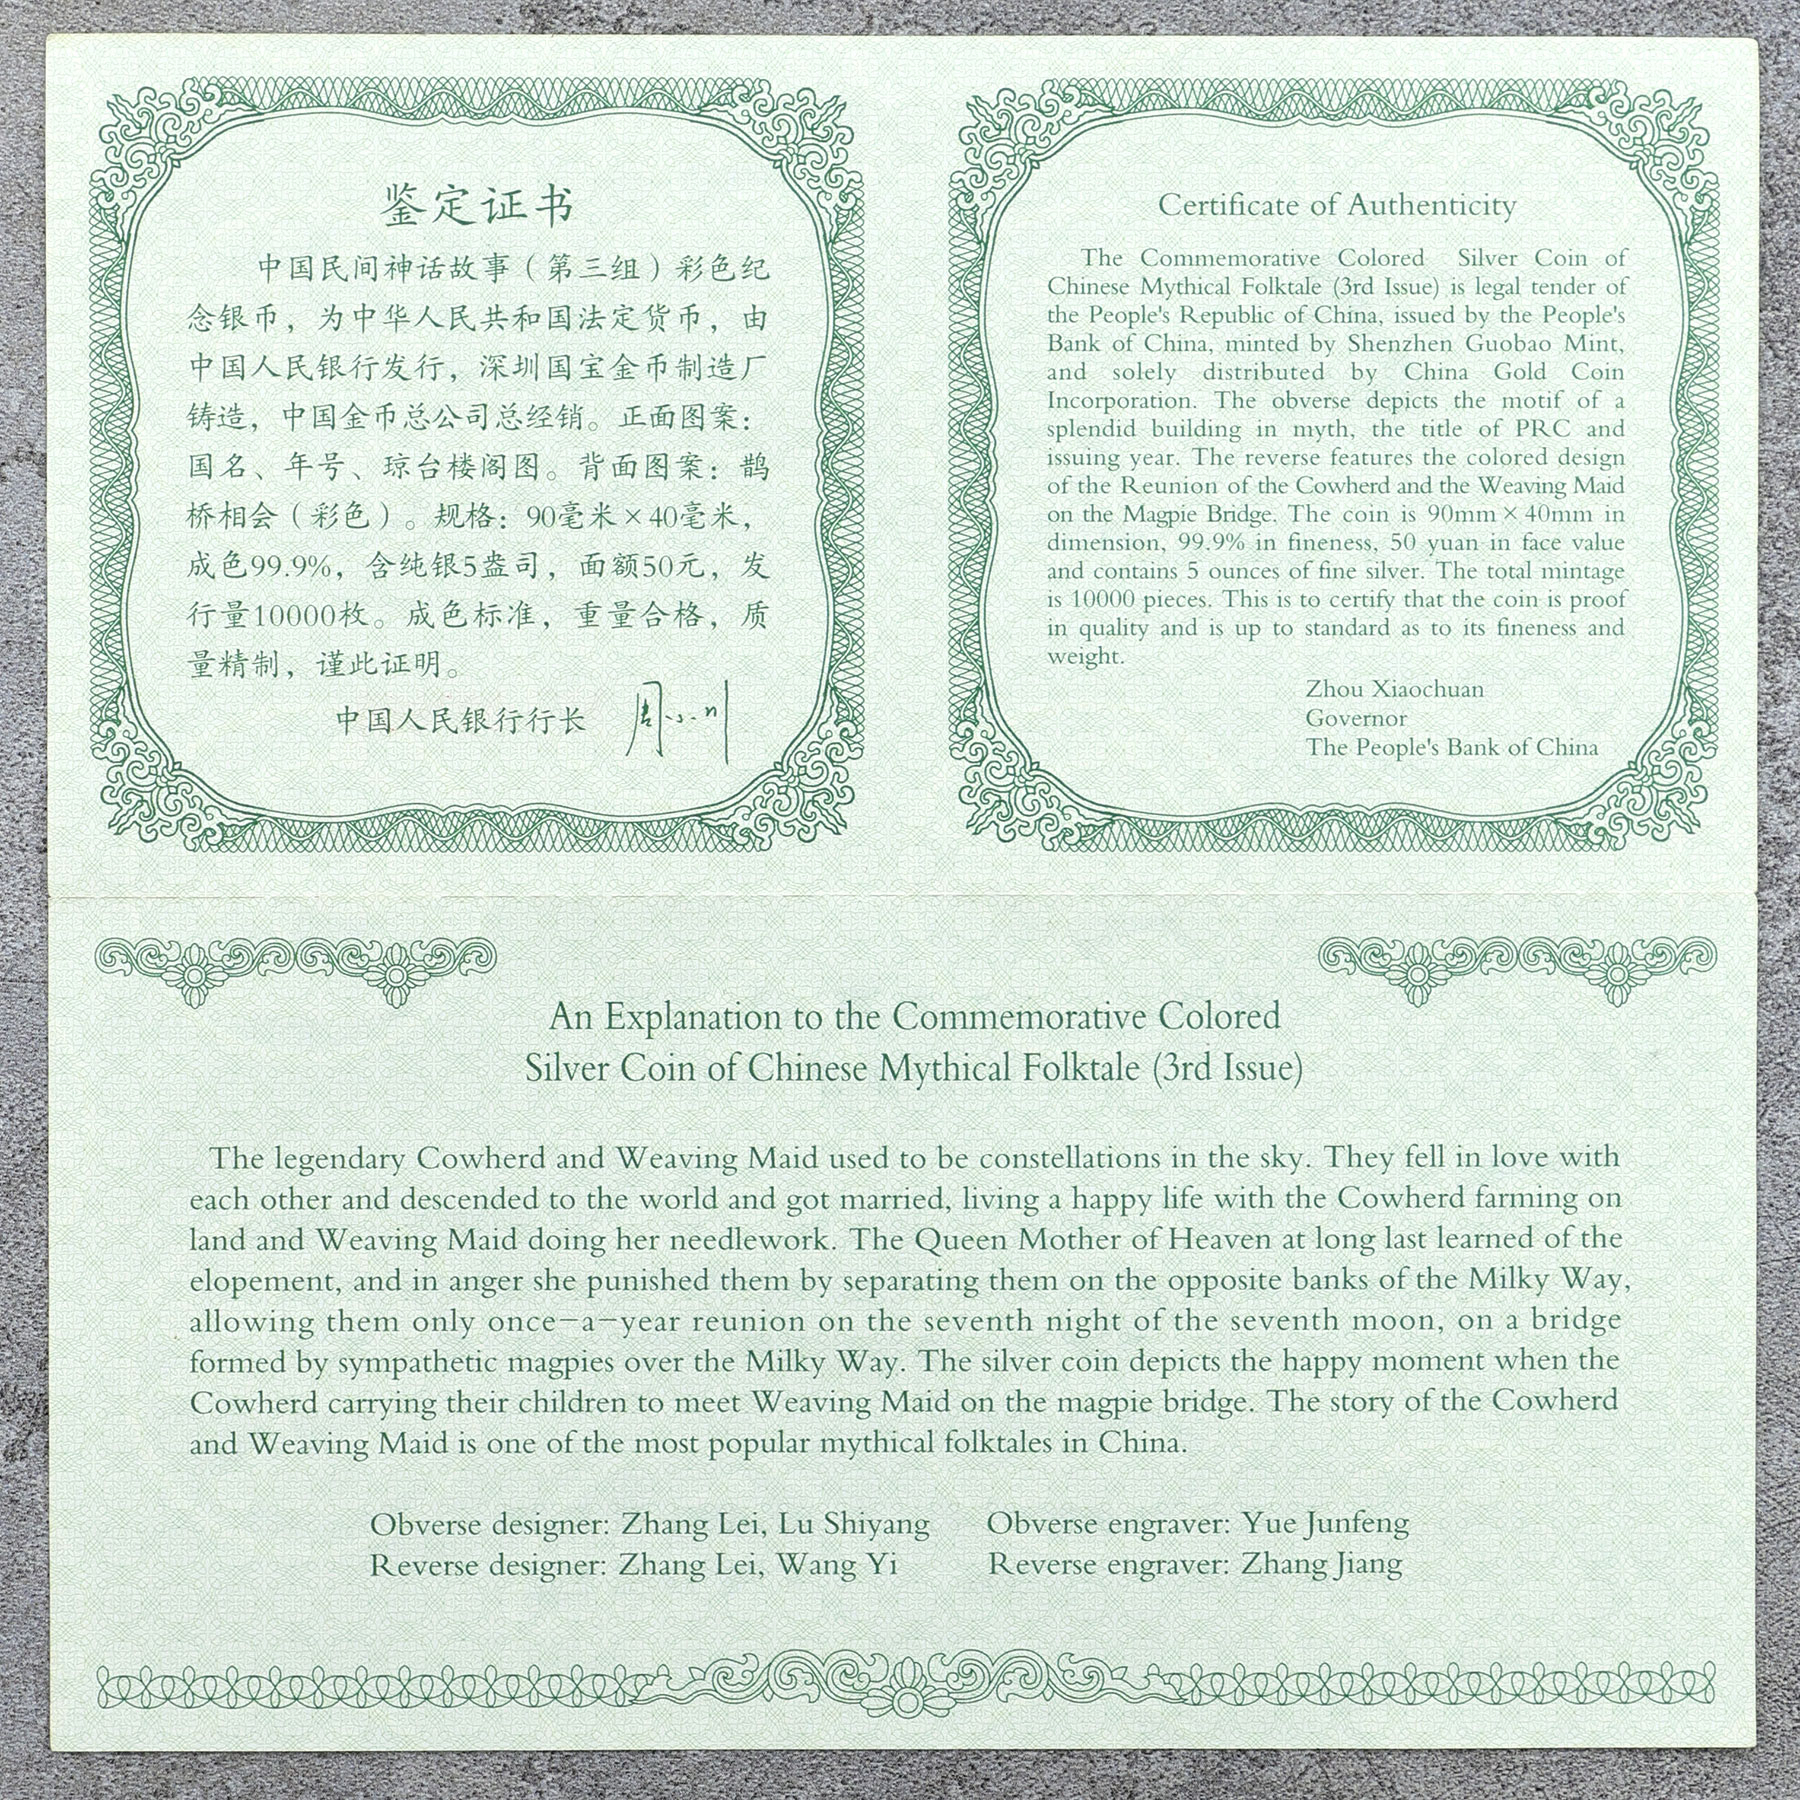 鉴定证书
中国民间神话故事（第三组）彩色纪
念银币，为中华人民共和国法定货币，由
中国人民银行发行，深圳国宝金币制造厂
铸造，中国金币总公司总经销。正面图案：
国名、年号、琼台楼阁图。背面图案：鹊
桥相会（彩色）。规格：90毫米×40毫米，
成色99.9%，含纯银5盎司，面额50元，发
行量10000枚。成色标准，重量合格，质
量精制，谨此证明。
中国人民银行行长 周小川
Certificate of Authenticity
The Commemorative Colored Silver Coin of
Chinese Mythical Folktale (3rd Issue) is legal tender of
the People's Republic of China, issued by the People's
Bank of China, minted by Shenzhen Guobao Mint,
and solely distributed by China Gold Coin
Incorporation. The obverse depicts the motif of a
splendid building in myth, the title of PRC and
issuing year. The reverse features the colored design
of the Reunion of the Cowherd and the Weaving Maid
on the Magpie Bridge. The coin is 90mm×40mm in
dimension, 99.9% in fineness, 50 yuan in face value
and contains 5 ounces of fine silver. The total mintage
is 10000 pieces. This is to certify that the coin is proof
in quality and is up to standard as to its fineness and
weight.
Zhou Xiaochuan
Governor
The People's Bank of China
An Explanation to the Commemorative Colored
Silver Coin of Chinese Mythical Folktale (3rd Issue)
The legendary Cowherd and Weaving Maid used to be constellations in the sky. They fell in love with
each other and descended to the world and got married, living a happy life with the Cowherd farming on
land and Weaving Maid doing her needlework. The Queen Mother of Heaven at long last learned of the
elopement, and in anger she punished them by separating them on the opposite banks of the Milky Way,
allowing them only once−a−year reunion on the seventh night of the seventh moon, on a bridge
formed by sympathetic magpies over the Milky Way. The silver coin depicts the happy moment when the
Cowherd carrying their children to meet Weaving Maid on the magpie bridge. The story of the Cowherd
and Weaving Maid is one of the most popular mythical folktales in China.
Obverse designer: Zhang Lei, Lu Shiyang Obverse engraver: Yue Junfeng
Reverse designer: Zhang Lei, Wang Yi Reverse engraver: Zhang Jiang